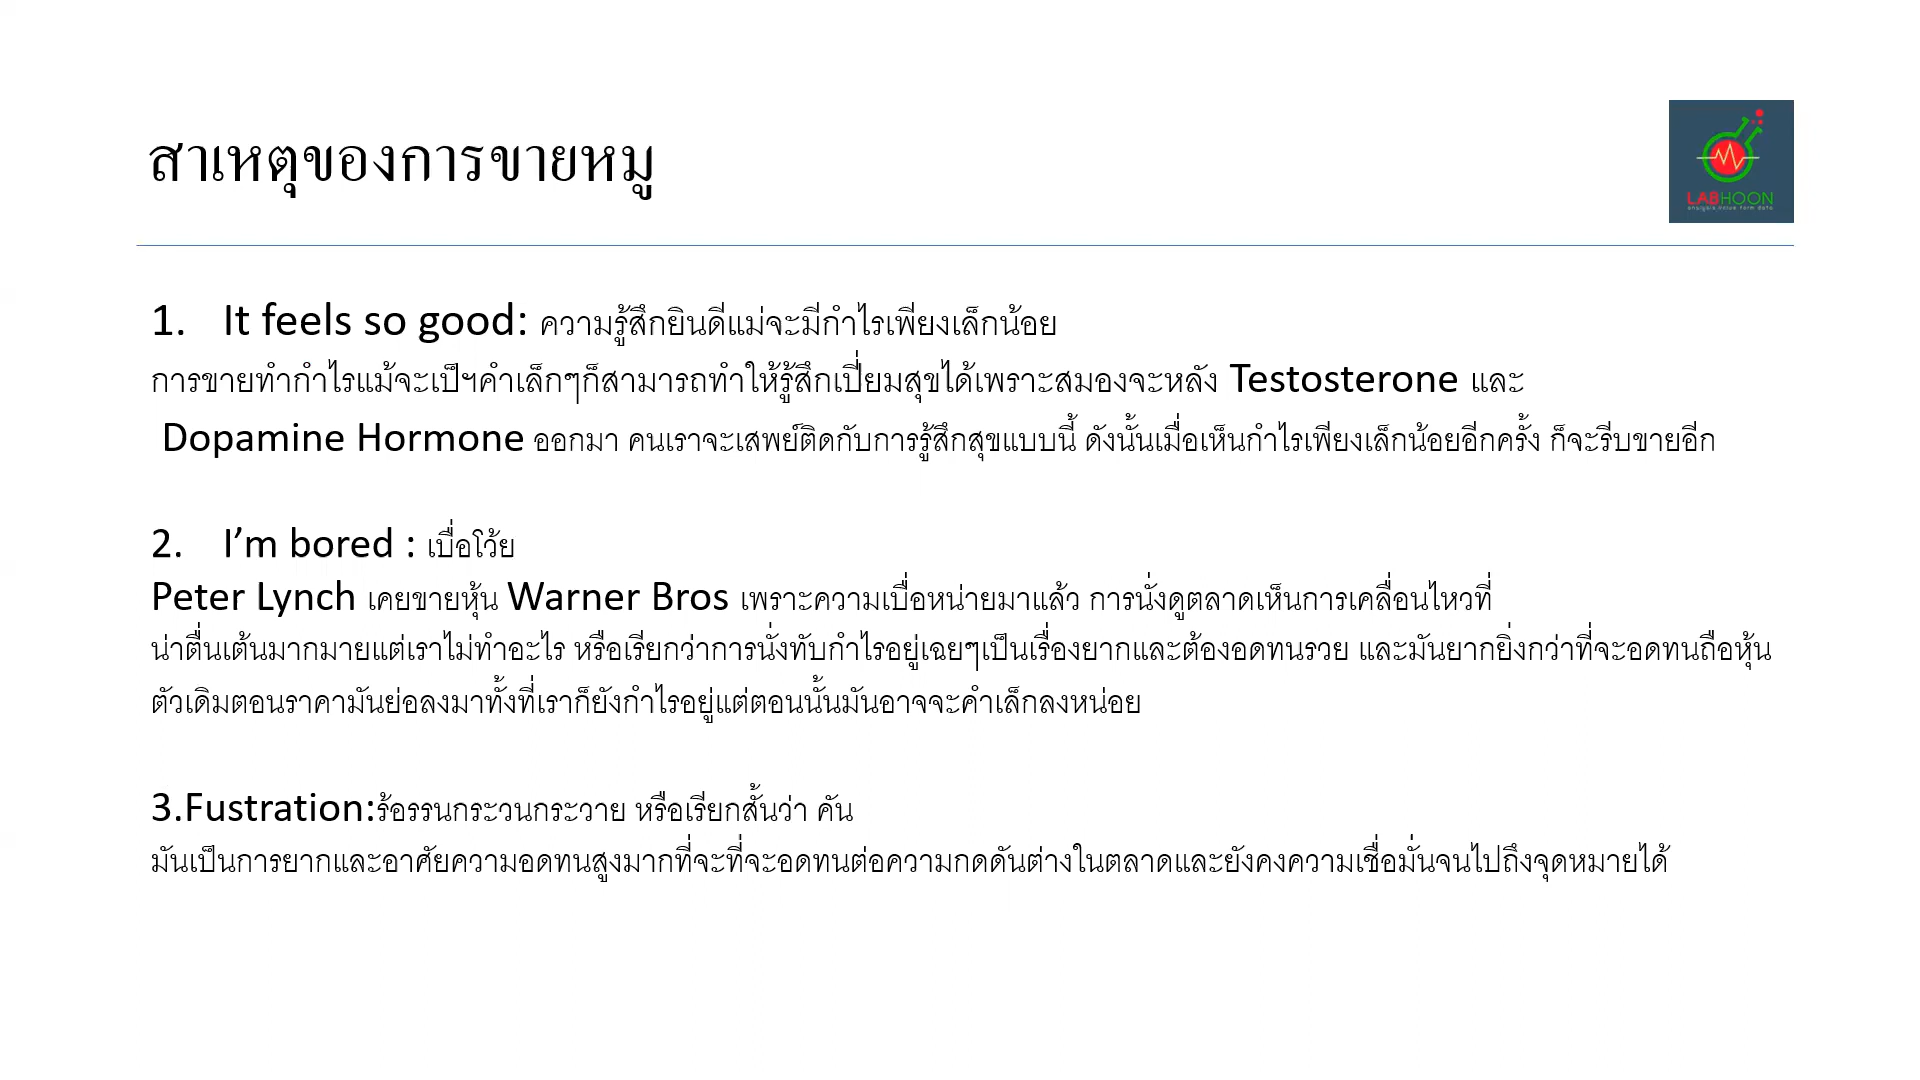 สาเหตุของการขายหมู
LABHOON
analysis value form data
1. It feels so good: ความรู้สึกยินดีแม่จะมีกำไรเพียงเล็กน้อย
การขายทำกำไรแม้จะเป็ฯคำเล็กๆก็สามารถทำให้รู้สึกเปี่ยมสุขได้เพราะสมองจะหลัง Testosterone และ
Dopamine Hormone ออกมา คนเราจะเสพย์ติดกับการรู้สึกสุขแบบนี้ ดังนั้นเมื่อเห็นกำไรเพียงเล็กน้อยอีกครั้ง ก็จะรีบขายอีก
2. I’m bored : เบื่อโว้ย
Peter Lynch เคยขายหุ้น Warner Bros เพราะความเบื่อหน่ายมาแล้ว การนั่งดูตลาดเห็นการเคลื่อนไหวที่
น่าตื่นเต้นมากมายแต่เราไม่ทำอะไร หรือเรียกว่าการนั่งทับกำไรอยู่เฉยๆเป็นเรื่องยากและต้องอดทนรวย และมันยากยิ่งกว่าที่จะอดทนถือหุ้น
ตัวเดิมตอนราคามันย่อลงมาทั้งที่เราก็ยังกำไรอยู่แต่ตอนนั้นมันอาจจะคำเล็กลงหน่อย
3.Fustration:ร้อรรนกระวนกระวาย หรือเรียกสั้นว่า คัน
มันเป็นการยากและอาศัยความอดทนสูงมากที่จะที่จะอดทนต่อความกดดันต่างในตลาดและยังคงความเชื่อมั่นจนไปถึงจุดหมายได้